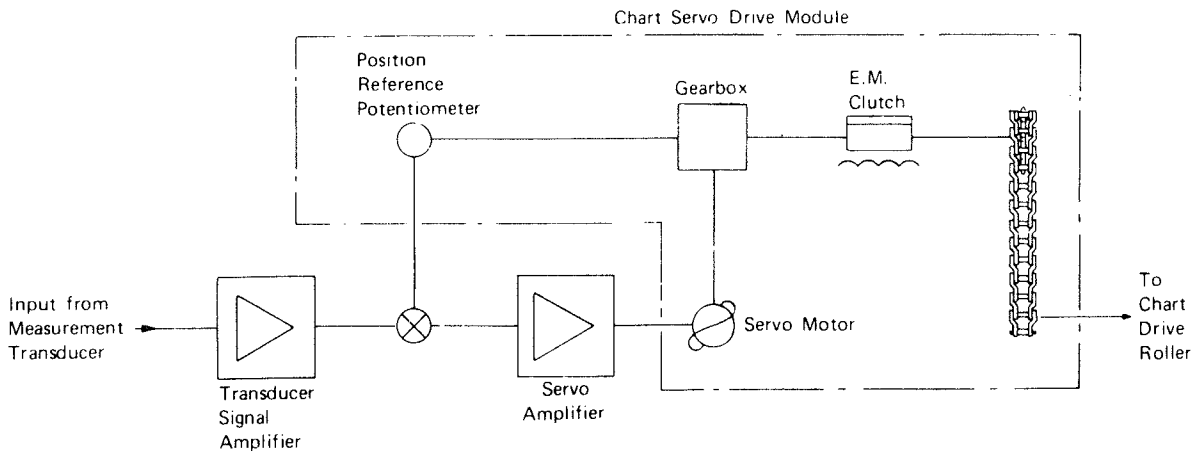 Chart Servo Drive Module
Position
Reference
Potentiometer
Gearbox
E.M.
Clutch
Input from
Measurement
Transducer
Transducer
Signal
Amplifier
Servo
Amplifier
Servo Motor
To
Chart
Drive
Roller